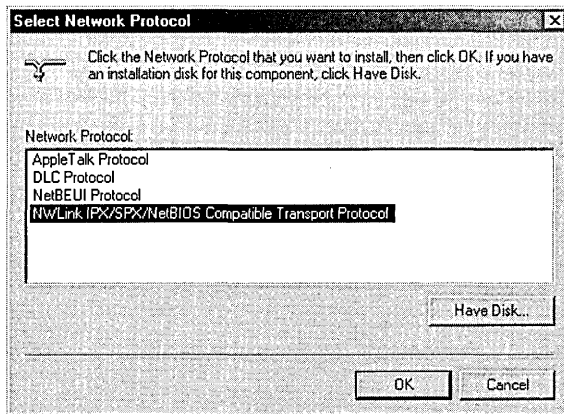 Select Network Protocol
Click the Network Protocol that you want to install, then click OK. If you have
an installation disk for this component, click Have Disk.
Network Protocol:
AppleTalk Protocol
DLC Protocol
NetBEUI Protocol
NWLink IPX/SPX/NetBIOS Compatible Transport Protocol
Have Disk...
OK
Cancel